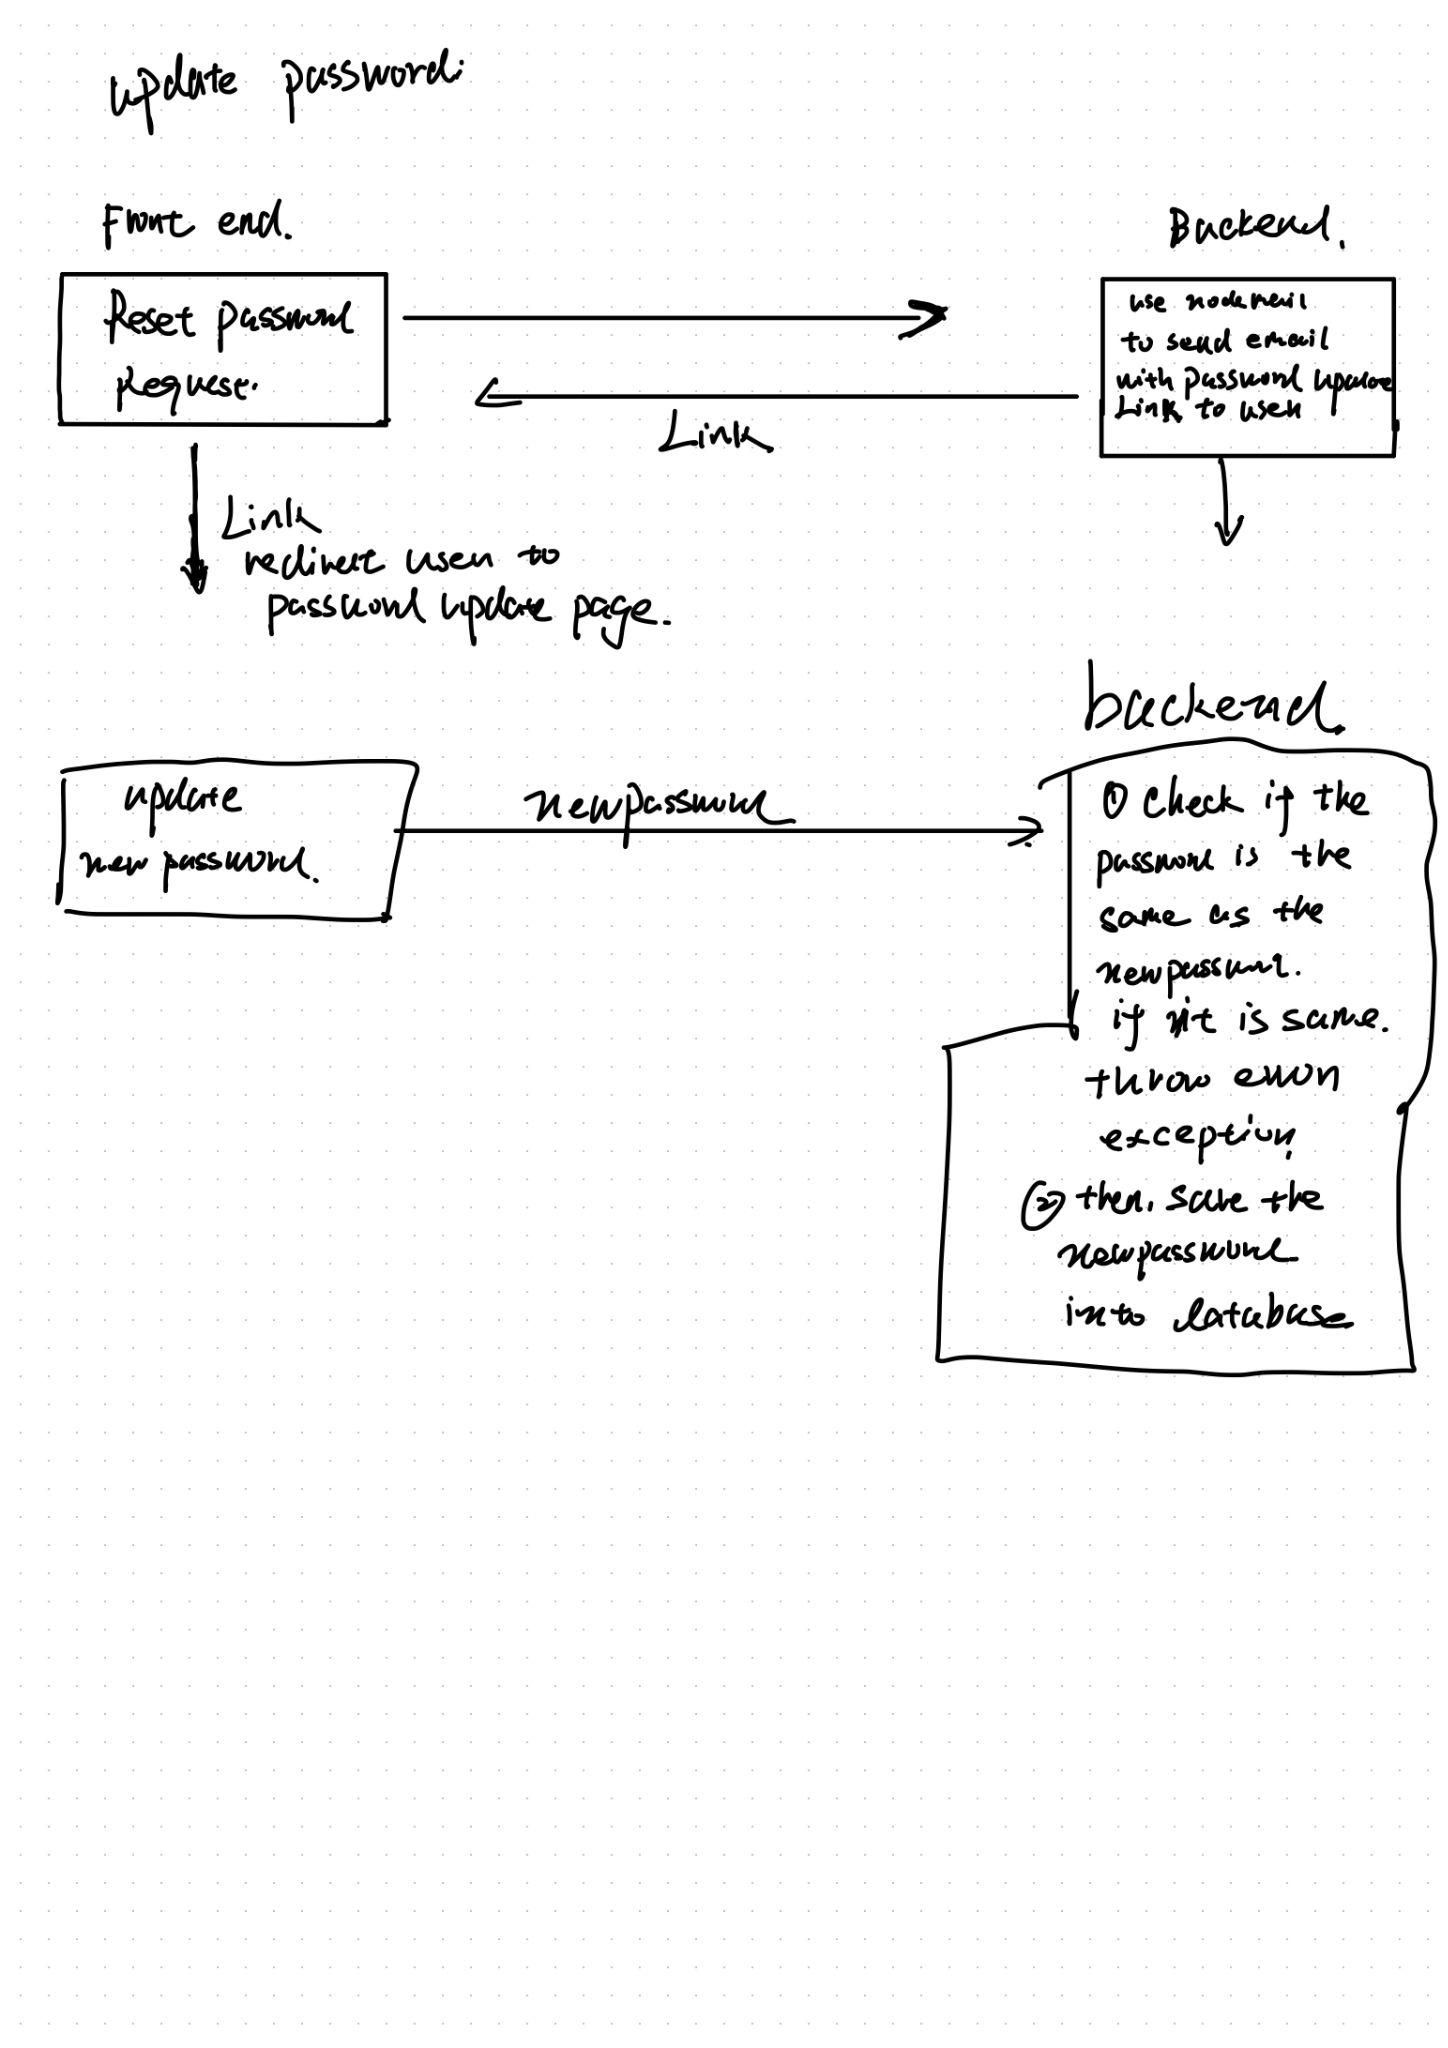 update password:
Front end.
Backend.
Reset password
request.
use nodemail
to send email
with password update
Link to user
Link
Link
redirect user to
password update page.
backend.
update
new password.
newpassword
① check if the
password is the
same as the
newpassword.
if it is same.
throw error
exception.
② then, save the
newpassword
into database